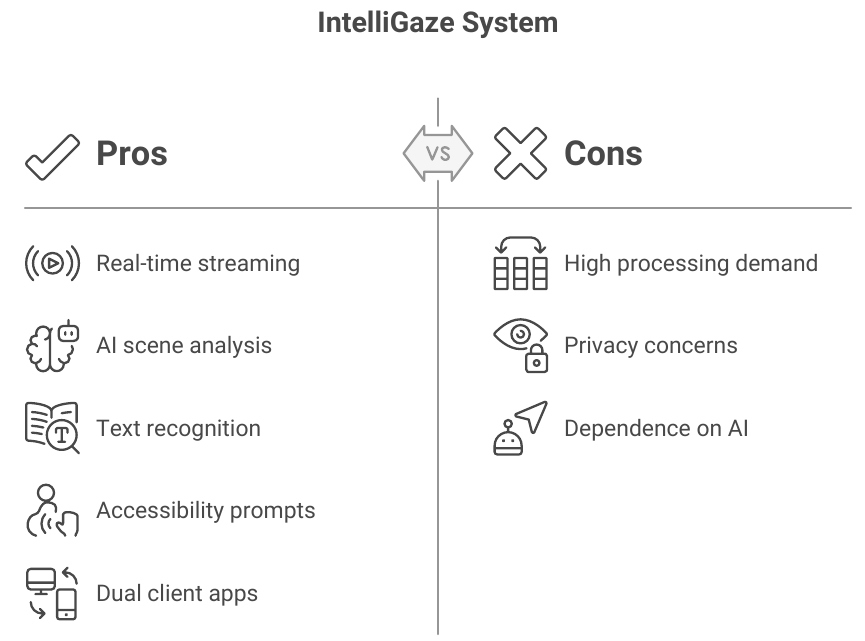 IntelliGaze System
Pros
VS
Cons
Real-time streaming
High processing demand
AI scene analysis
Privacy concerns
Text recognition
Dependence on AI
Accessibility prompts
Dual client apps